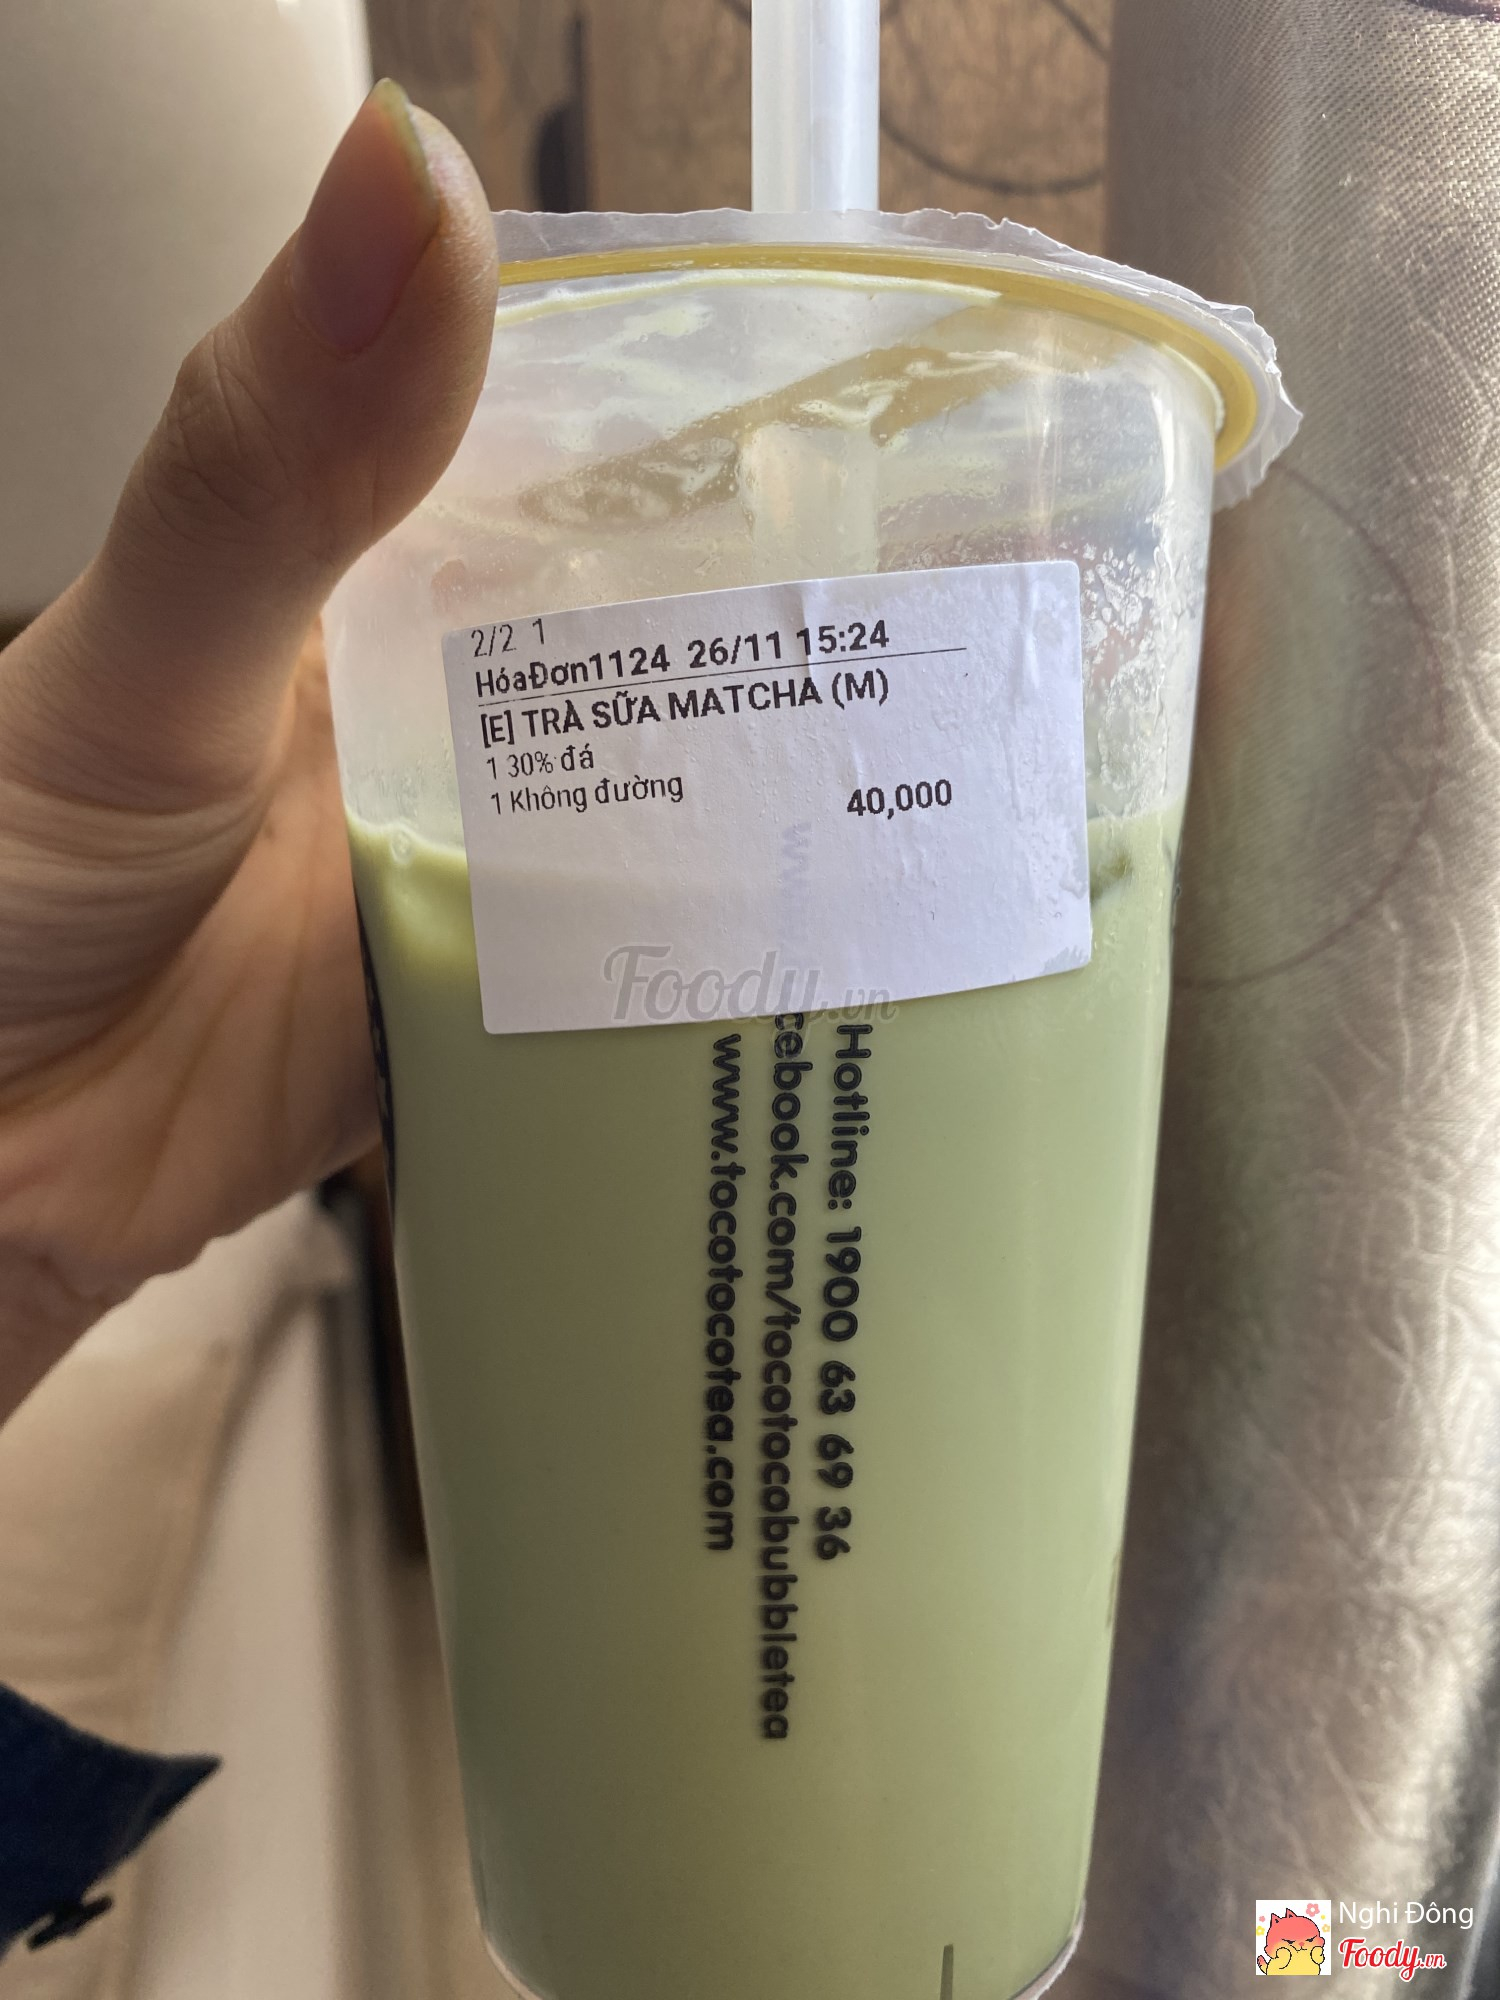 2/2 1
HóaĐơn1124 26/11 15:24
[E] TRÀ SỮA MATCHA (M)
1 30% đá
1 Không đường 40,000
Foody.vn
Hotline: 1900 63 69 36
cebook.com/tocotocobubbletea
www.tocotocotea.com
Nghi Đông
Foody.vn